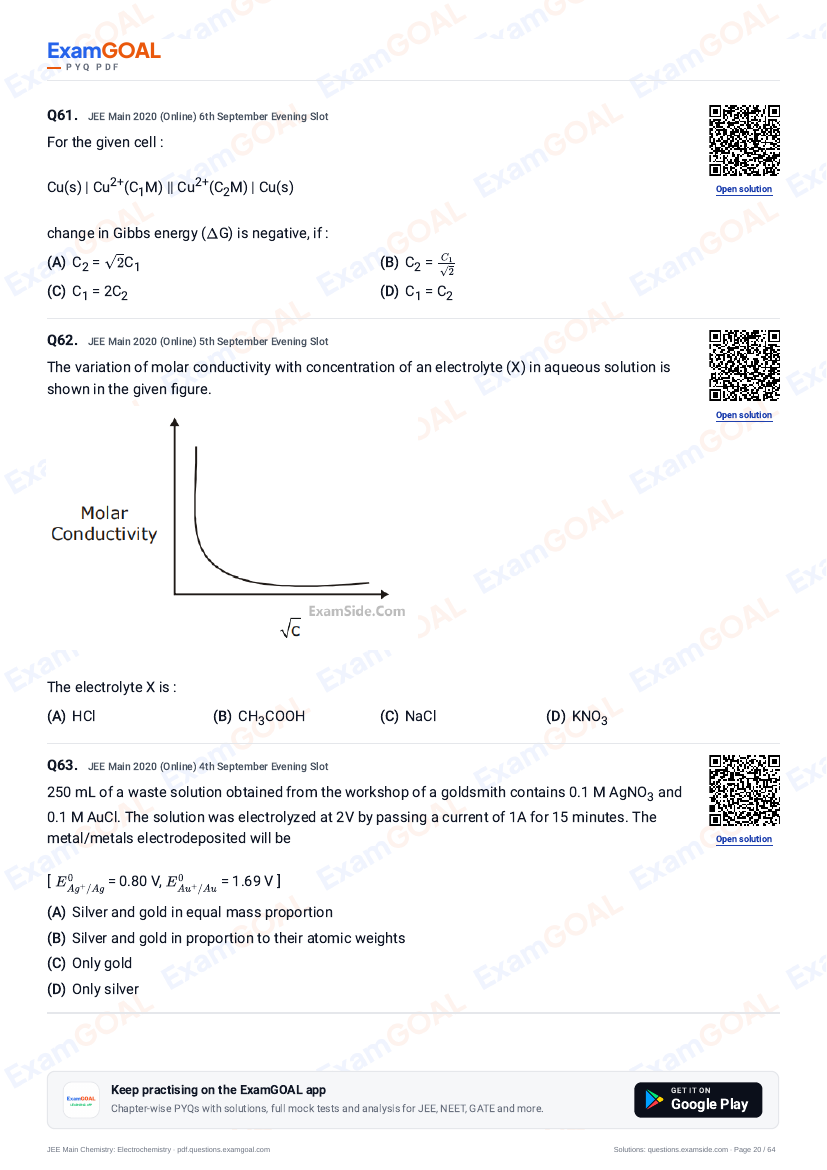 ExamGOAL
PYQ PDF
Q61. JEE Main 2020 (Online) 6th September Evening Slot
For the given cell :
Open solution
Cu(s) | Cu²⁺(C₁M) || Cu²⁺(C₂M) | Cu(s)
change in Gibbs energy (ΔG) is negative, if :
(A) C₂ = √2C₁ (B) C₂ = C₁/√2
(C) C₁ = 2C₂ (D) C₁ = C₂
Q62. JEE Main 2020 (Online) 5th September Evening Slot
The variation of molar conductivity with concentration of an electrolyte (X) in aqueous solution is
shown in the given figure.
Open solution
Molar
Conductivity
ExamSide.Com
√C
The electrolyte X is :
(A) HCl (B) CH₃COOH (C) NaCl (D) KNO₃
Q63. JEE Main 2020 (Online) 4th September Evening Slot
250 mL of a waste solution obtained from the workshop of a goldsmith contains 0.1 M AgNO₃ and
0.1 M AuCl. The solution was electrolyzed at 2V by passing a current of 1A for 15 minutes. The
metal/metals electrodeposited will be
Open solution
[ E⁰Ag⁺/Ag = 0.80 V, E⁰Au⁺/Au = 1.69 V ]
(A) Silver and gold in equal mass proportion
(B) Silver and gold in proportion to their atomic weights
(C) Only gold
(D) Only silver
ExamGOAL
Keep practising on the ExamGOAL app
Chapter-wise PYQs with solutions, full mock tests and analysis for JEE, NEET, GATE and more.
GET IT ON
Google Play
JEE Main Chemistry: Electrochemistry · pdf.questions.examgoal.com
Solutions: questions.examside.com · Page 20 / 64